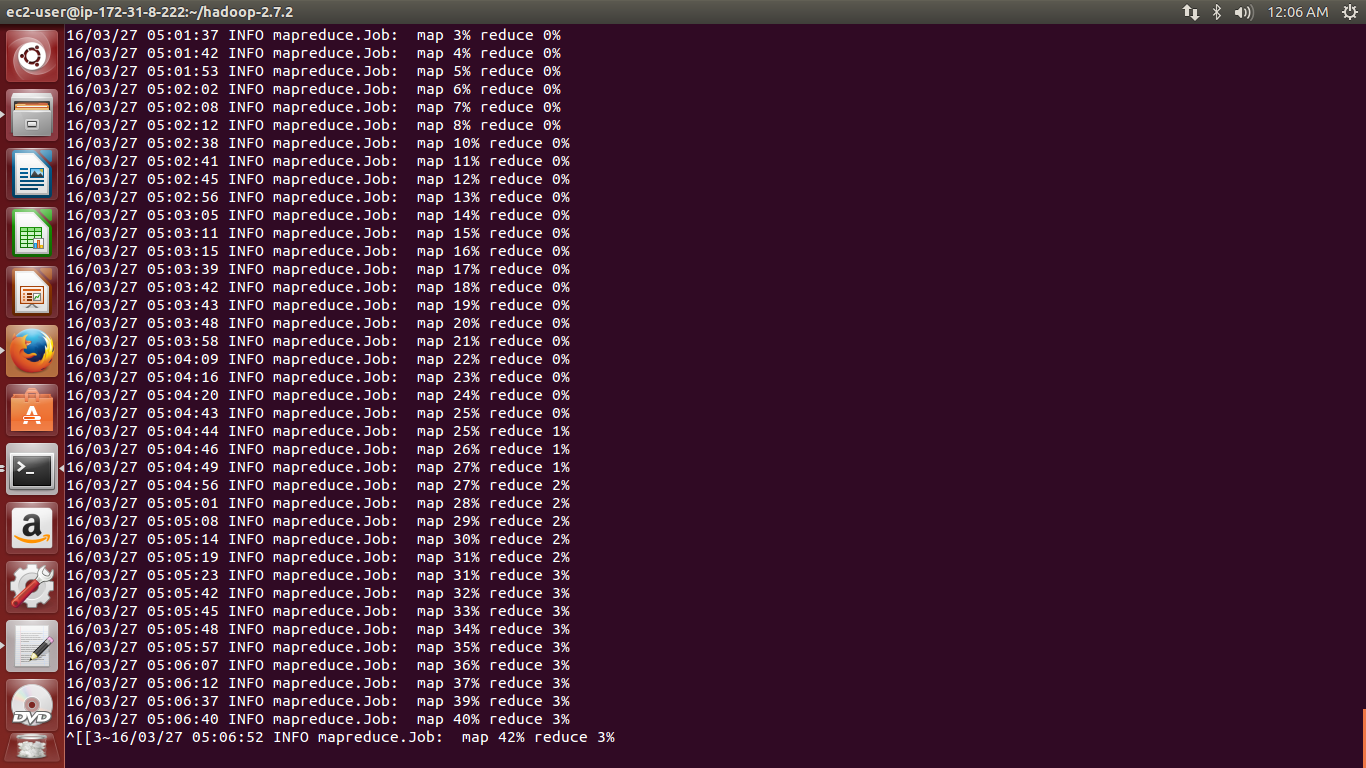 ec2-user@ip-172-31-8-222:~/hadoop-2.7.2 12:06 AM
16/03/27 05:01:37 INFO mapreduce.Job:  map 3% reduce 0%
16/03/27 05:01:42 INFO mapreduce.Job:  map 4% reduce 0%
16/03/27 05:01:53 INFO mapreduce.Job:  map 5% reduce 0%
16/03/27 05:02:02 INFO mapreduce.Job:  map 6% reduce 0%
16/03/27 05:02:08 INFO mapreduce.Job:  map 7% reduce 0%
16/03/27 05:02:12 INFO mapreduce.Job:  map 8% reduce 0%
16/03/27 05:02:38 INFO mapreduce.Job:  map 10% reduce 0%
16/03/27 05:02:41 INFO mapreduce.Job:  map 11% reduce 0%
16/03/27 05:02:45 INFO mapreduce.Job:  map 12% reduce 0%
16/03/27 05:02:56 INFO mapreduce.Job:  map 13% reduce 0%
16/03/27 05:03:05 INFO mapreduce.Job:  map 14% reduce 0%
16/03/27 05:03:11 INFO mapreduce.Job:  map 15% reduce 0%
16/03/27 05:03:15 INFO mapreduce.Job:  map 16% reduce 0%
16/03/27 05:03:39 INFO mapreduce.Job:  map 17% reduce 0%
16/03/27 05:03:42 INFO mapreduce.Job:  map 18% reduce 0%
16/03/27 05:03:43 INFO mapreduce.Job:  map 19% reduce 0%
16/03/27 05:03:48 INFO mapreduce.Job:  map 20% reduce 0%
16/03/27 05:03:58 INFO mapreduce.Job:  map 21% reduce 0%
16/03/27 05:04:09 INFO mapreduce.Job:  map 22% reduce 0%
16/03/27 05:04:16 INFO mapreduce.Job:  map 23% reduce 0%
16/03/27 05:04:20 INFO mapreduce.Job:  map 24% reduce 0%
16/03/27 05:04:43 INFO mapreduce.Job:  map 25% reduce 0%
16/03/27 05:04:44 INFO mapreduce.Job:  map 25% reduce 1%
16/03/27 05:04:46 INFO mapreduce.Job:  map 26% reduce 1%
16/03/27 05:04:49 INFO mapreduce.Job:  map 27% reduce 1%
16/03/27 05:04:56 INFO mapreduce.Job:  map 27% reduce 2%
16/03/27 05:05:01 INFO mapreduce.Job:  map 28% reduce 2%
16/03/27 05:05:08 INFO mapreduce.Job:  map 29% reduce 2%
16/03/27 05:05:14 INFO mapreduce.Job:  map 30% reduce 2%
16/03/27 05:05:19 INFO mapreduce.Job:  map 31% reduce 2%
16/03/27 05:05:23 INFO mapreduce.Job:  map 31% reduce 3%
16/03/27 05:05:42 INFO mapreduce.Job:  map 32% reduce 3%
16/03/27 05:05:45 INFO mapreduce.Job:  map 33% reduce 3%
16/03/27 05:05:48 INFO mapreduce.Job:  map 34% reduce 3%
16/03/27 05:05:57 INFO mapreduce.Job:  map 35% reduce 3%
16/03/27 05:06:07 INFO mapreduce.Job:  map 36% reduce 3%
16/03/27 05:06:12 INFO mapreduce.Job:  map 37% reduce 3%
16/03/27 05:06:37 INFO mapreduce.Job:  map 39% reduce 3%
16/03/27 05:06:40 INFO mapreduce.Job:  map 40% reduce 3%
^[[3~16/03/27 05:06:52 INFO mapreduce.Job:  map 42% reduce 3%
A
>_
a
DVD